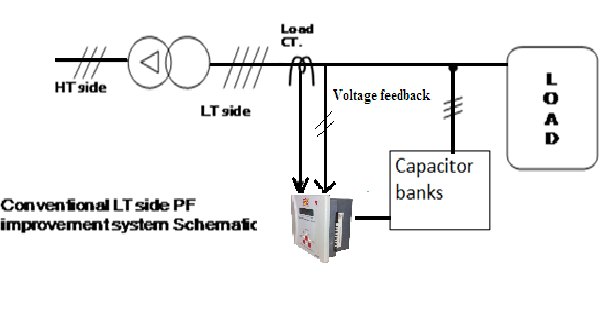 Load
CT.
HT side
LT side
Voltage feedback
L
O
A
D
Capacitor
banks
Conventional LT side PF
improvement system Schematic